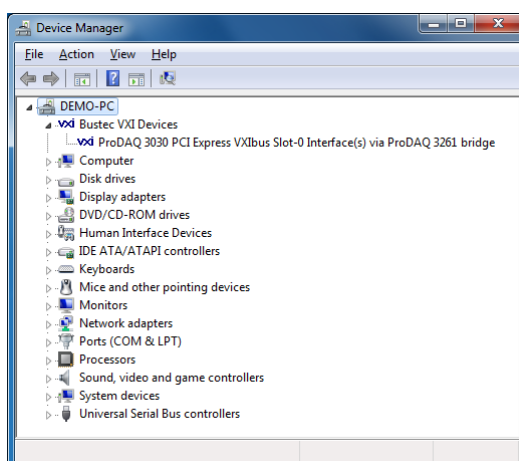 Device Manager
File Action View Help
DEMO-PC
vxi Bustec VXI Devices
vxi ProDAQ 3030 PCI Express VXIbus Slot-0 Interface(s) via ProDAQ 3261 bridge
Computer
Disk drives
Display adapters
DVD/CD-ROM drives
Human Interface Devices
IDE ATA/ATAPI controllers
Keyboards
Mice and other pointing devices
Monitors
Network adapters
Ports (COM & LPT)
Processors
Sound, video and game controllers
System devices
Universal Serial Bus controllers